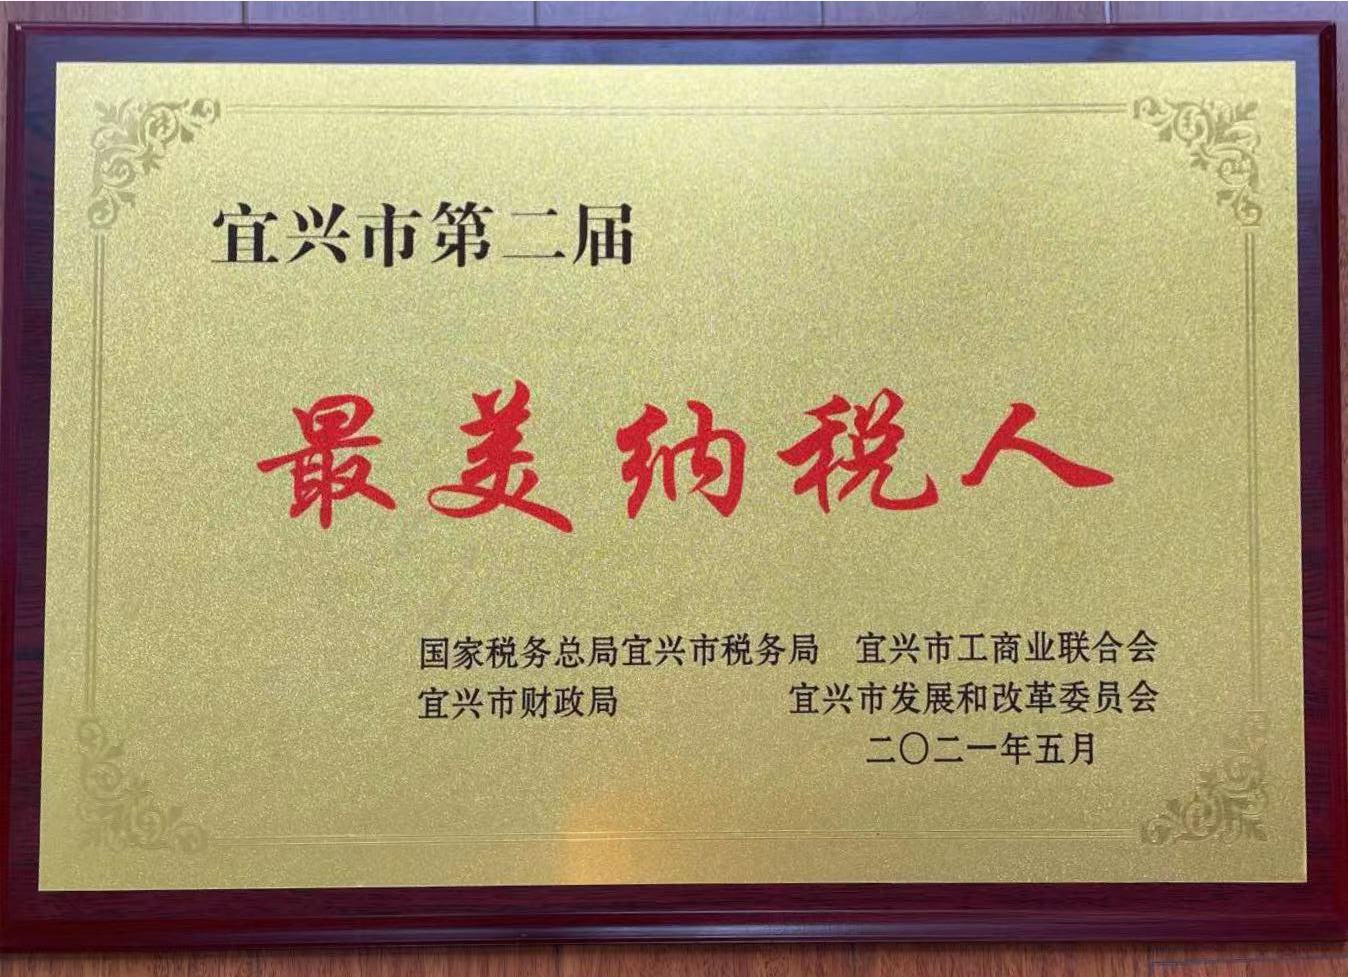 宜兴市第二届
最美纳税人
国家税务总局宜兴市税务局 宜兴市工商业联合会
宜兴市财政局 宜兴市发展和改革委员会
二〇二一年五月